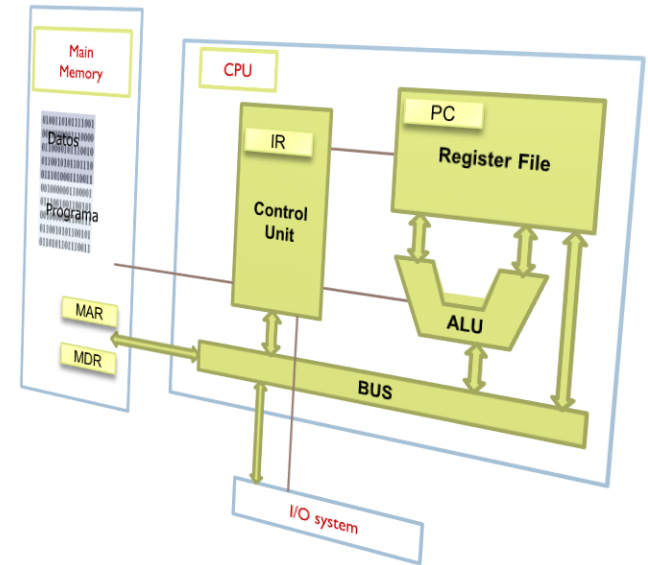 Main
Memory
CPU
Datos
Programa
MAR
MDR
IR
Control
Unit
PC
Register File
ALU
BUS
I/O system